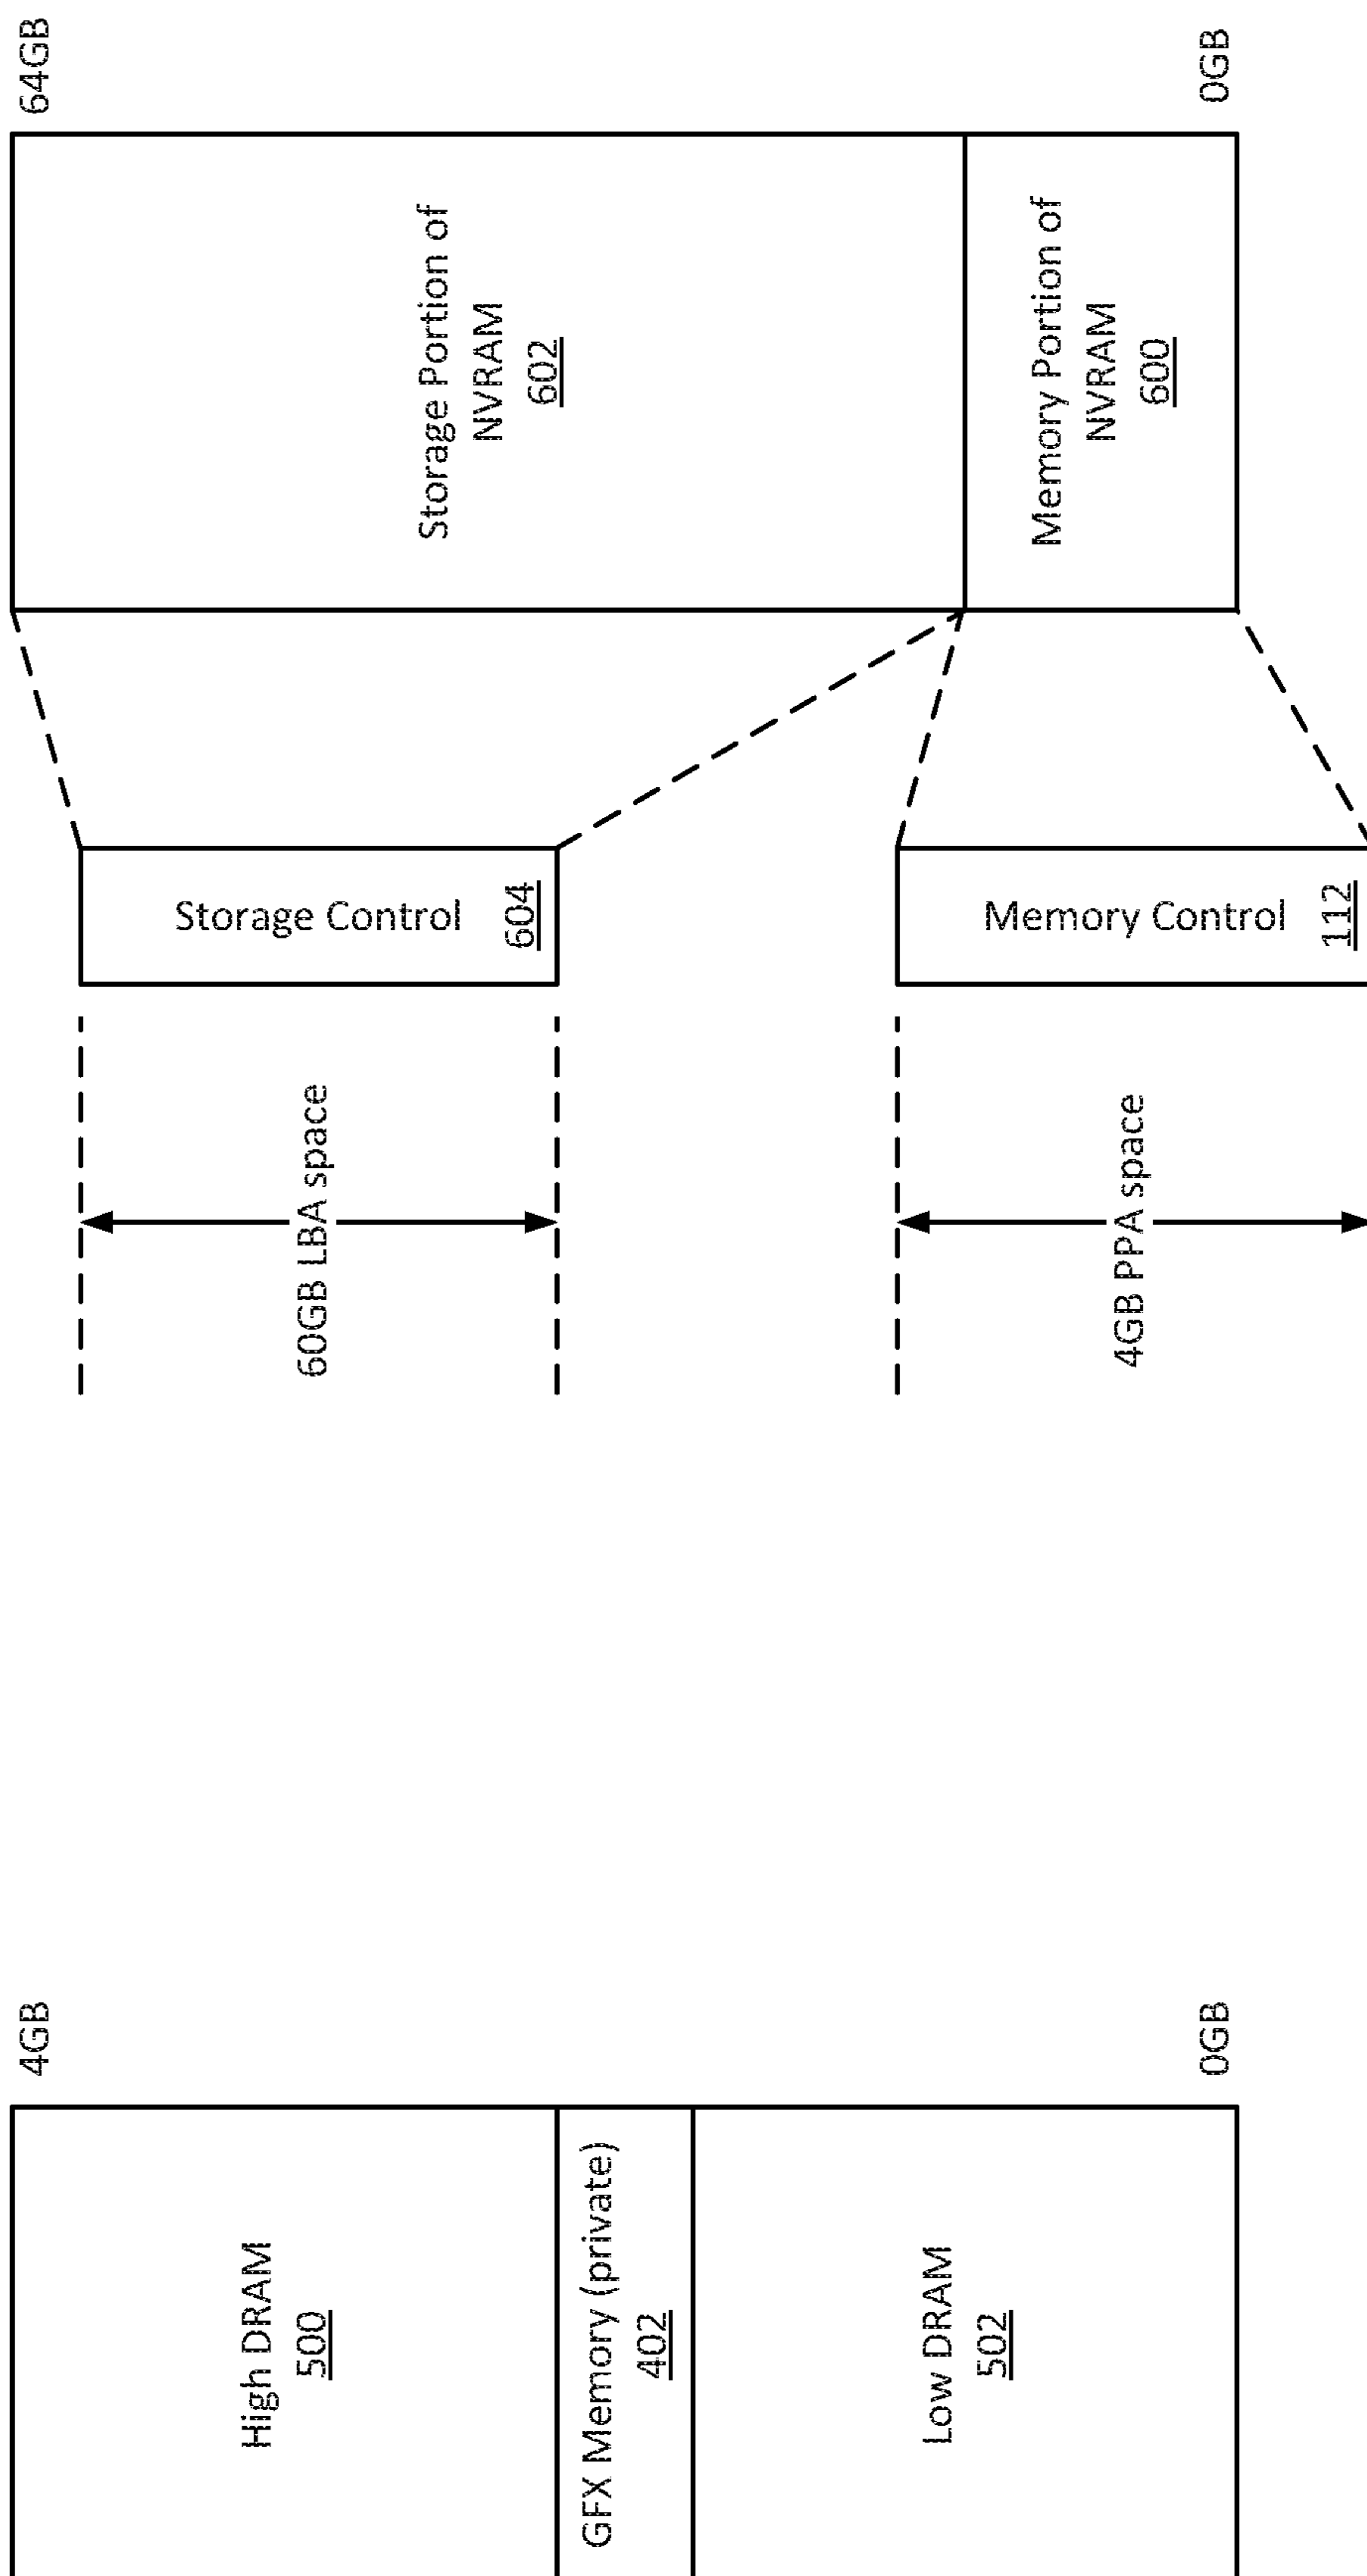 4GB
High DRAM
500
GFX Memory (private)
402
Low DRAM
502
0GB
60GB LBA space
4GB PPA space
Storage Control
604
Memory Control
112
64GB
Storage Portion of
NVRAM
602
Memory Portion of
NVRAM
600
0GB